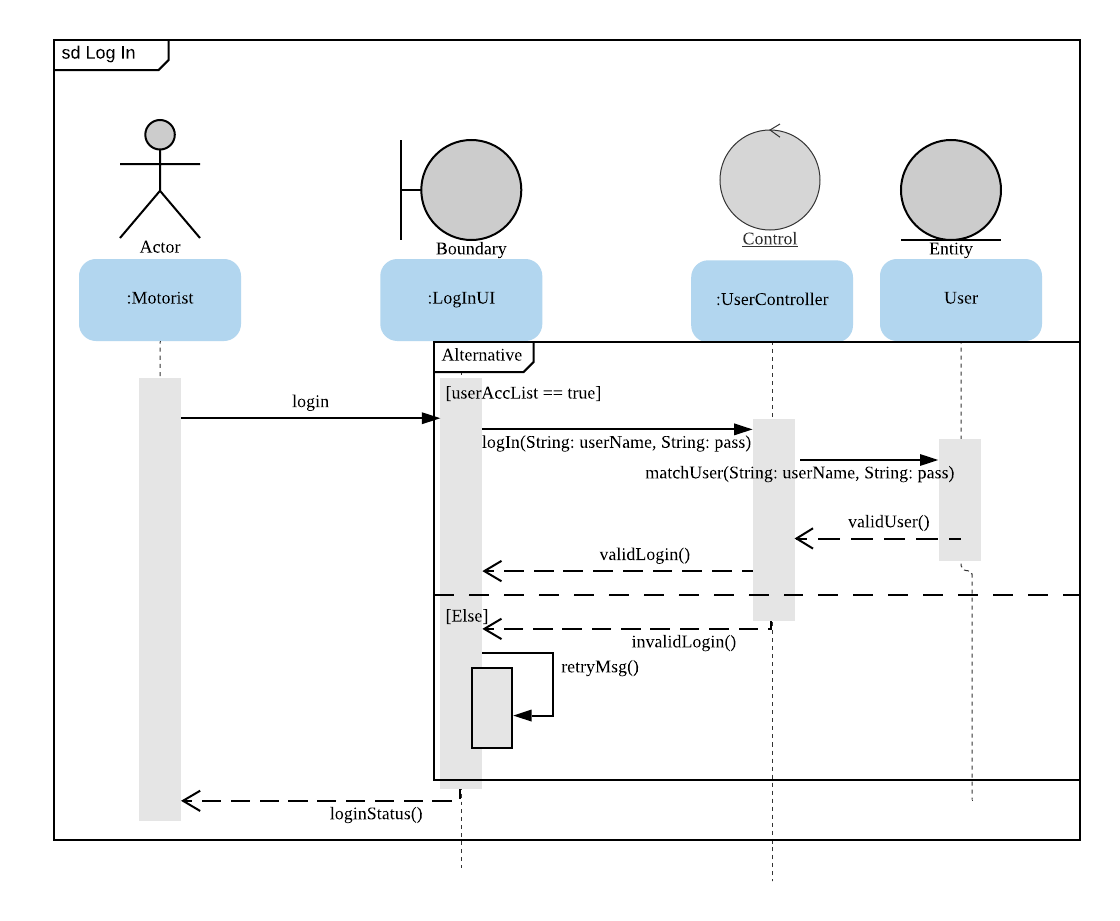 sd Log In
Actor
Boundary
Control
Entity
:Motorist
:LogInUI
:UserController
User
Alternative
[userAccList == true]
login
logIn(String: userName, String: pass)
matchUser(String: userName, String: pass)
validUser()
validLogin()
[Else]
invalidLogin()
retryMsg()
loginStatus()